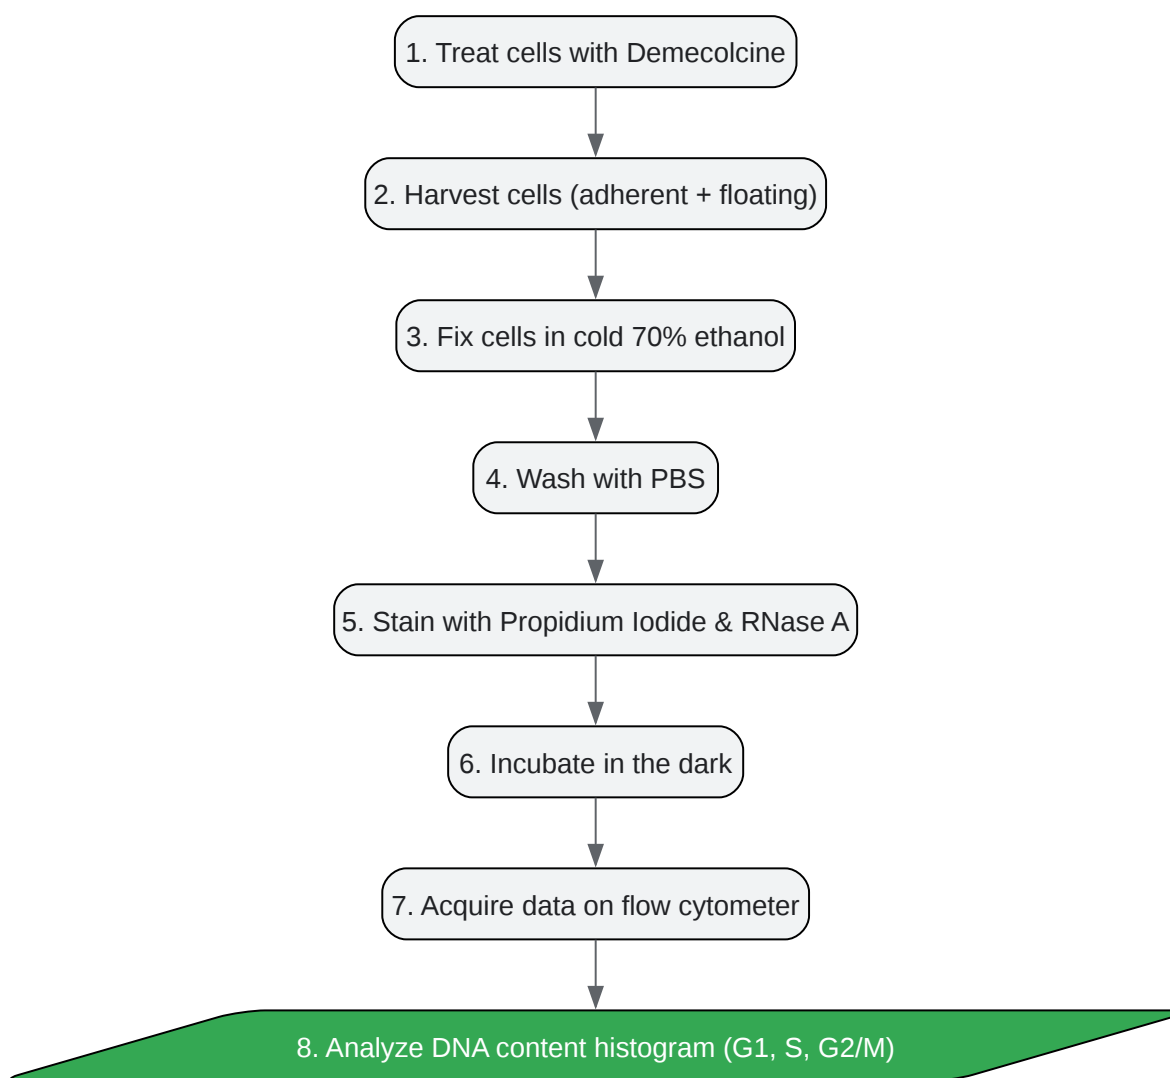 1. Treat cells with Demecolcine
2. Harvest cells (adherent + floating)
3. Fix cells in cold 70% ethanol
4. Wash with PBS
5. Stain with Propidium Iodide & RNase A
6. Incubate in the dark
7. Acquire data on flow cytometer
8. Analyze DNA content histogram (G1, S, G2/M)